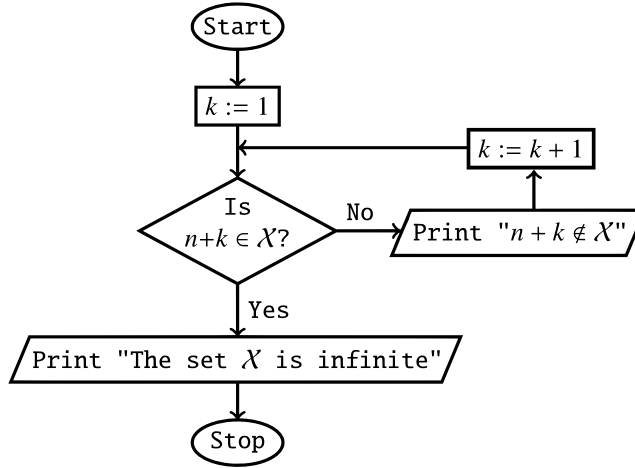 Start
k := 1
k := k + 1
Is
n+k ∈ 𝒳?
No
Print "n + k ∉ 𝒳"
Yes
Print "The set 𝒳 is infinite"
Stop